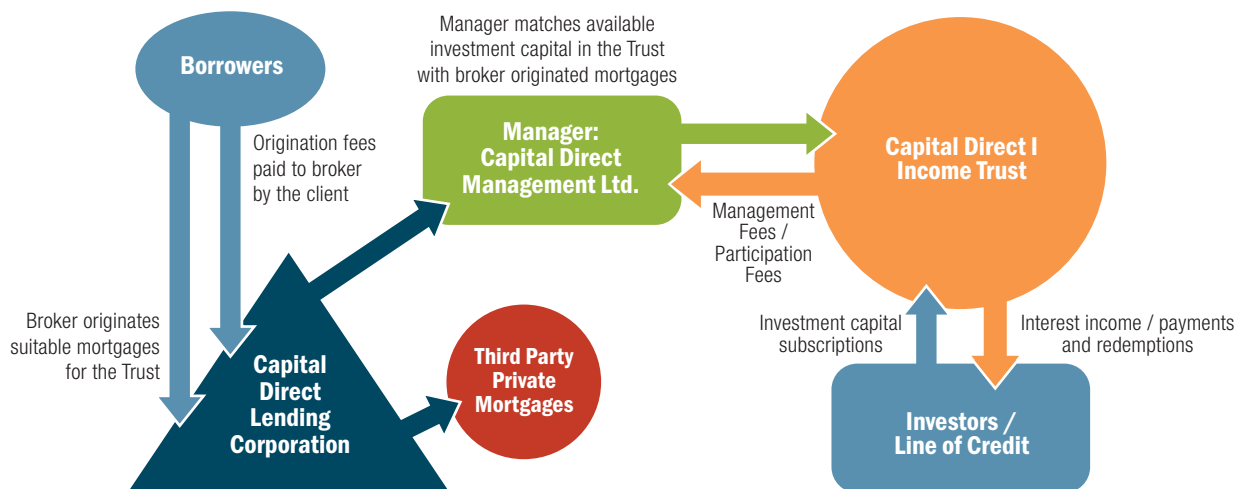 Borrowers
Manager matches available
investment capital in the Trust
with broker originated mortgages
Origination fees
paid to broker
by the client
Manager:
Capital Direct
Management Ltd.
Capital Direct I
Income Trust
Management
Fees /
Participation
Fees
Broker originates
suitable mortgages
for the Trust
Capital
Direct
Lending
Corporation
Third Party
Private
Mortgages
Investment capital
subscriptions
Interest income / payments
and redemptions
Investors /
Line of Credit